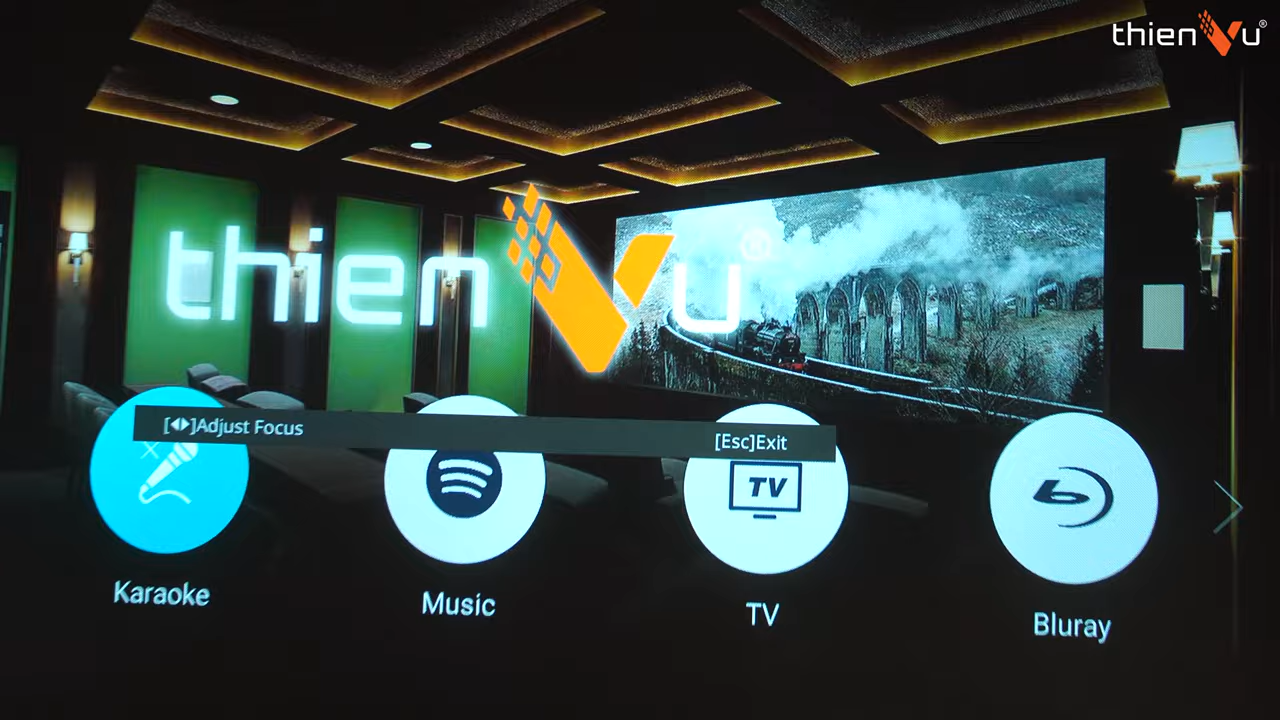 thienVu®
thienVu®
[◀▶]Adjust Focus
[Esc]Exit
TV
Karaoke
Music
TV
Bluray